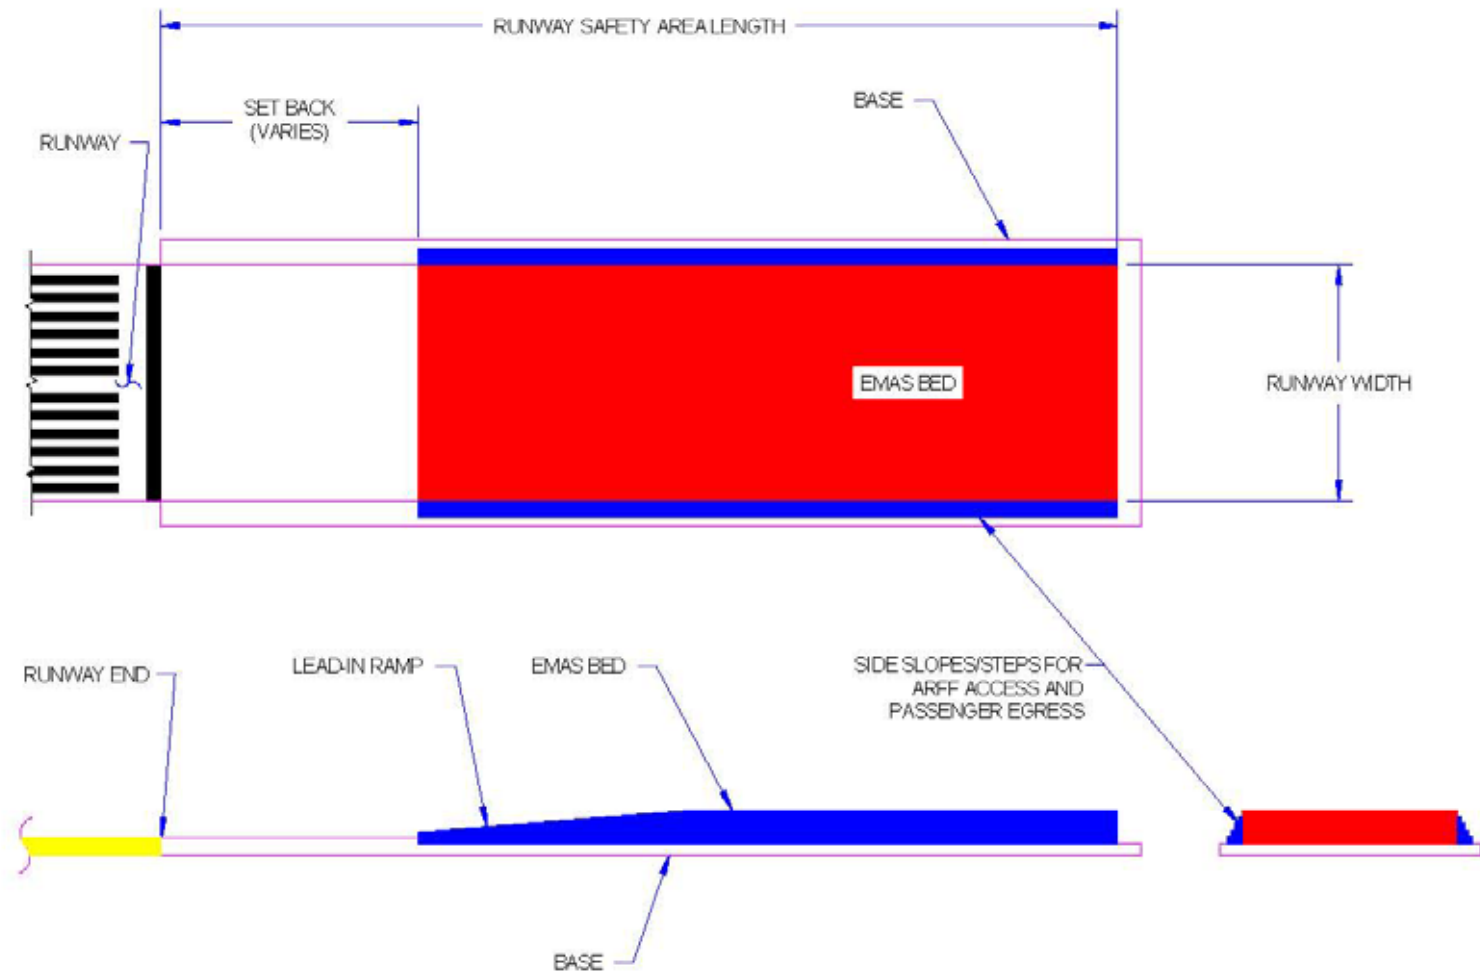 RUNWAY SAFETY AREA LENGTH
SET BACK
(VARIES)
BASE
RUNWAY
EMAS BED
RUNWAY WIDTH
RUNWAY END
LEAD-IN RAMP
EMAS BED
SIDE SLOPES/STEPS FOR
ARFF ACCESS AND
PASSENGER EGRESS
BASE